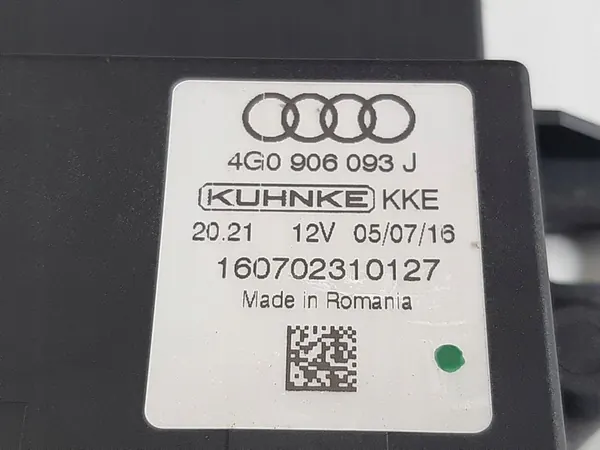 4G0 906 093 J
KUHNKE KKE
20.21 12V 05/07/16
160702310127
Made in Romania